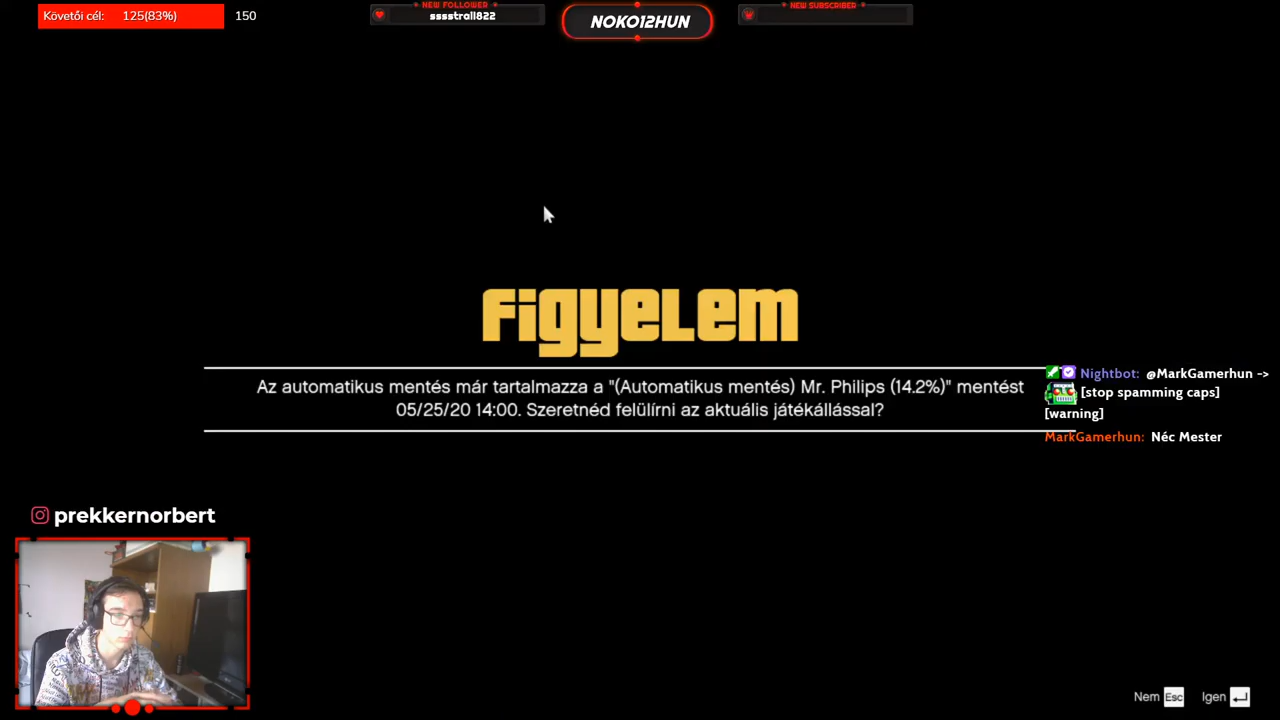 Követői cél: 125(83%) 150
NEW FOLLOWER
sssstrall822
NOKO12HUN
NEW SUBSCRIBER
Figyelem
Az automatikus mentés már tartalmazza a "(Automatikus mentés) Mr. Philips (14.2%)" mentést
05/25/20 14:00. Szeretnéd felülírni az aktuális játékállással?
Nightbot: @MarkGamerhun ->
[stop spamming caps]
[warning]
MarkGamerhun: Néc Mester
prekkernorbert
Nem Esc Igen